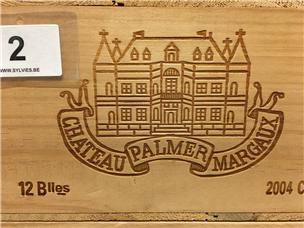 2
WWW.SYLVIES.BE
CHATEAU PALMER MARGAUX
12 Blles
2004 C